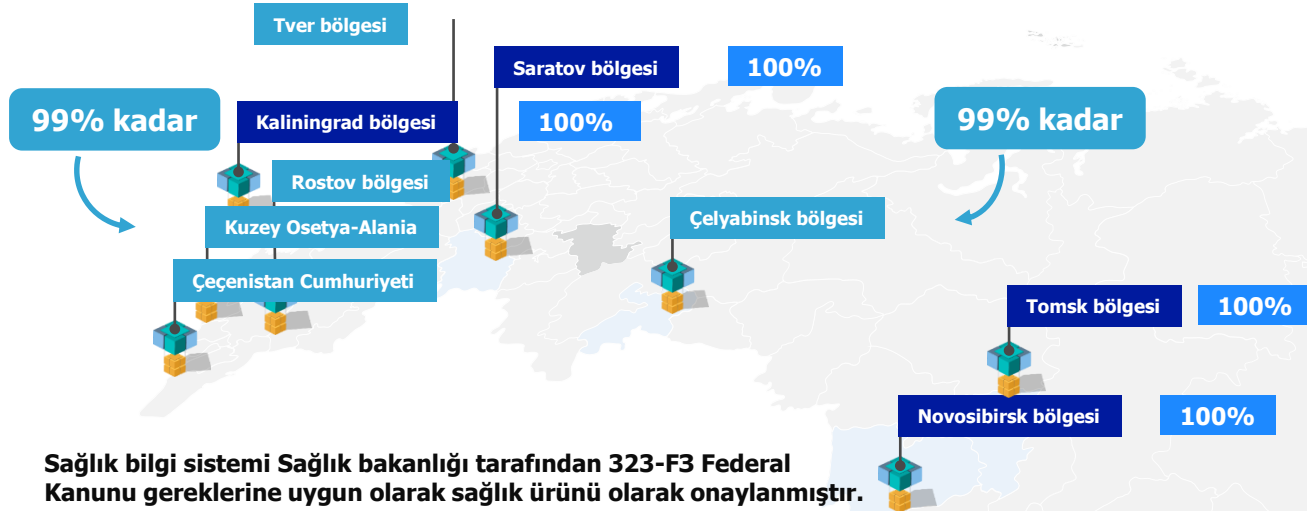 Tver bölgesi
Saratov bölgesi
100%
99% kadar
Kaliningrad bölgesi
100%
99% kadar
Rostov bölgesi
Kuzey Osetya-Alania
Çelyabinsk bölgesi
Çeçenistan Cumhuriyeti
Tomsk bölgesi
100%
Novosibirsk bölgesi
100%
Sağlık bilgi sistemi Sağlık bakanlığı tarafından 323-F3 Federal
Kanunu gereklerine uygun olarak sağlık ürünü olarak onaylanmıştır.